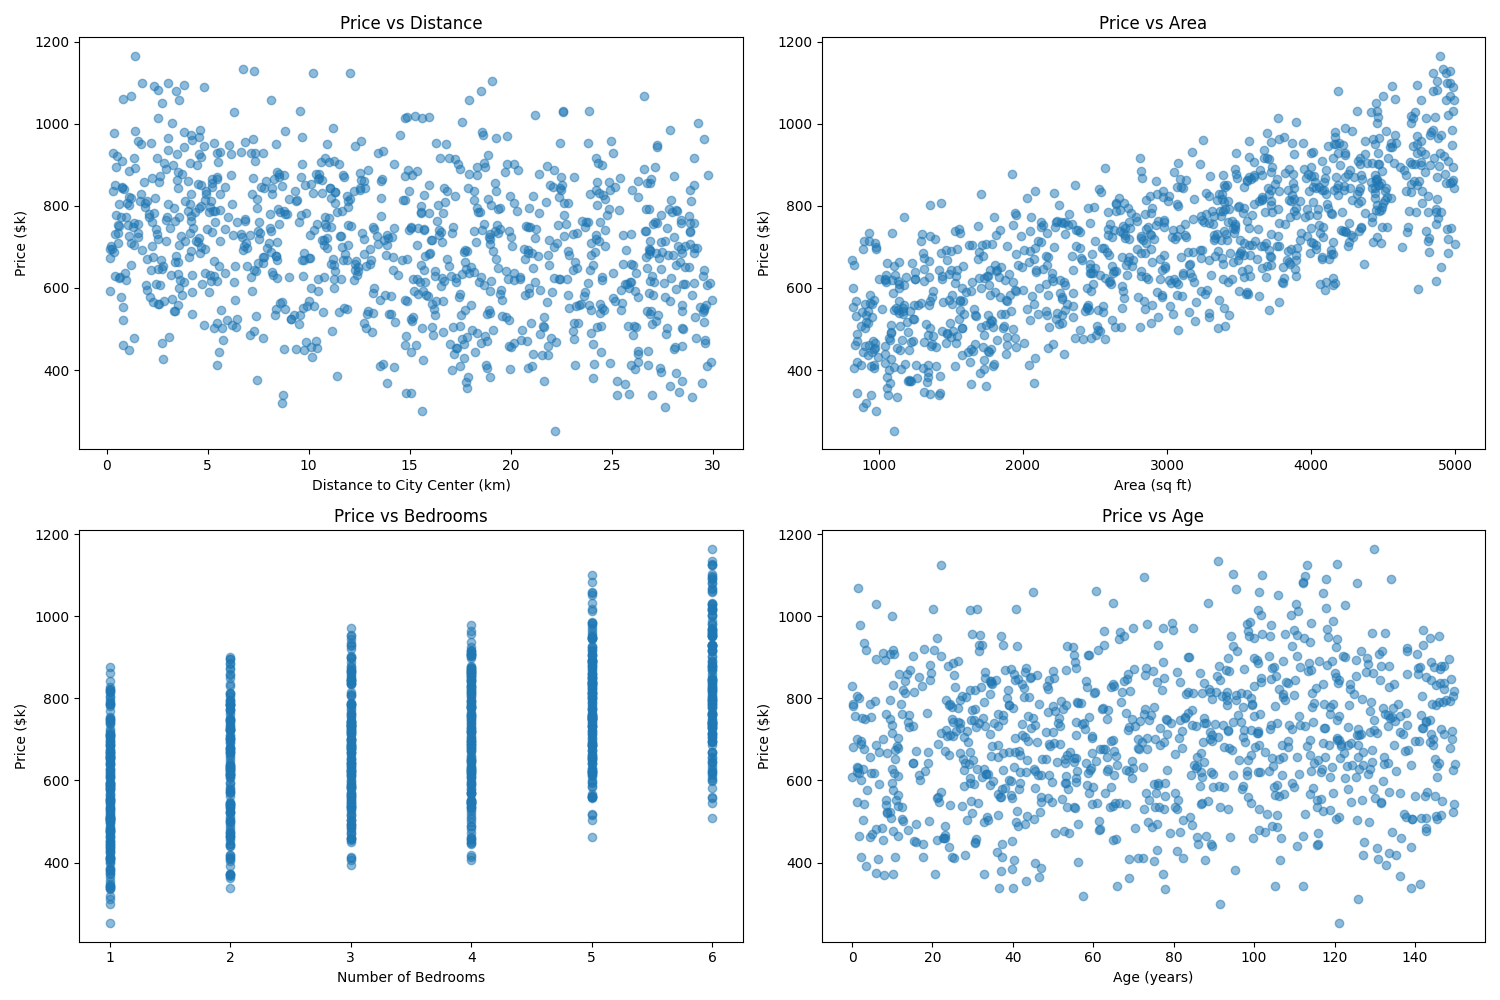 Price vs Distance
1200
1000
800
600
400
Price ($k)
0 5 10 15 20 25 30
Distance to City Center (km)
Price vs Area
1200
1000
800
600
400
Price ($k)
1000 2000 3000 4000 5000
Area (sq ft)
Price vs Bedrooms
1200
1000
800
600
400
Price ($k)
1 2 3 4 5 6
Number of Bedrooms
Price vs Age
1200
1000
800
600
400
Price ($k)
0 20 40 60 80 100 120 140
Age (years)